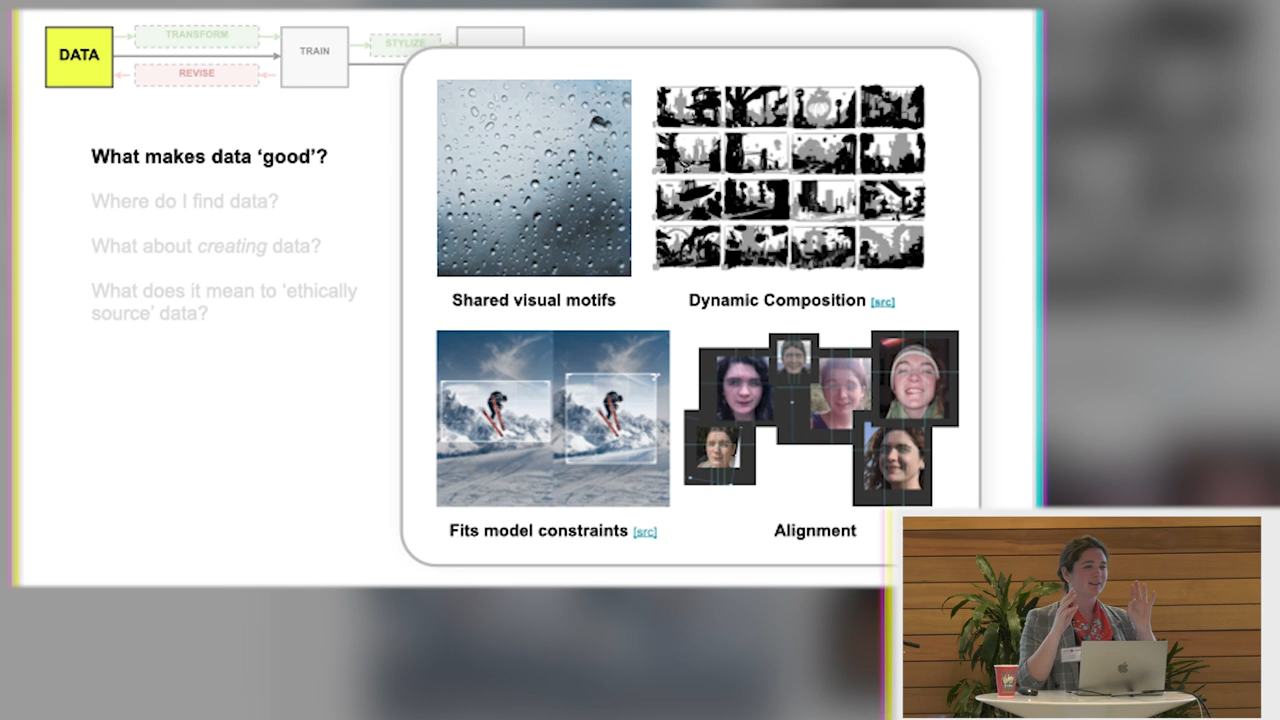 DATA
TRANSFORM
REVISE
TRAIN
STYLIZE
What makes data ‘good’?
Where do I find data?
What about creating data?
What does it mean to ‘ethically
source’ data?
Shared visual motifs
Dynamic Composition [src]
Fits model constraints [src]
Alignment